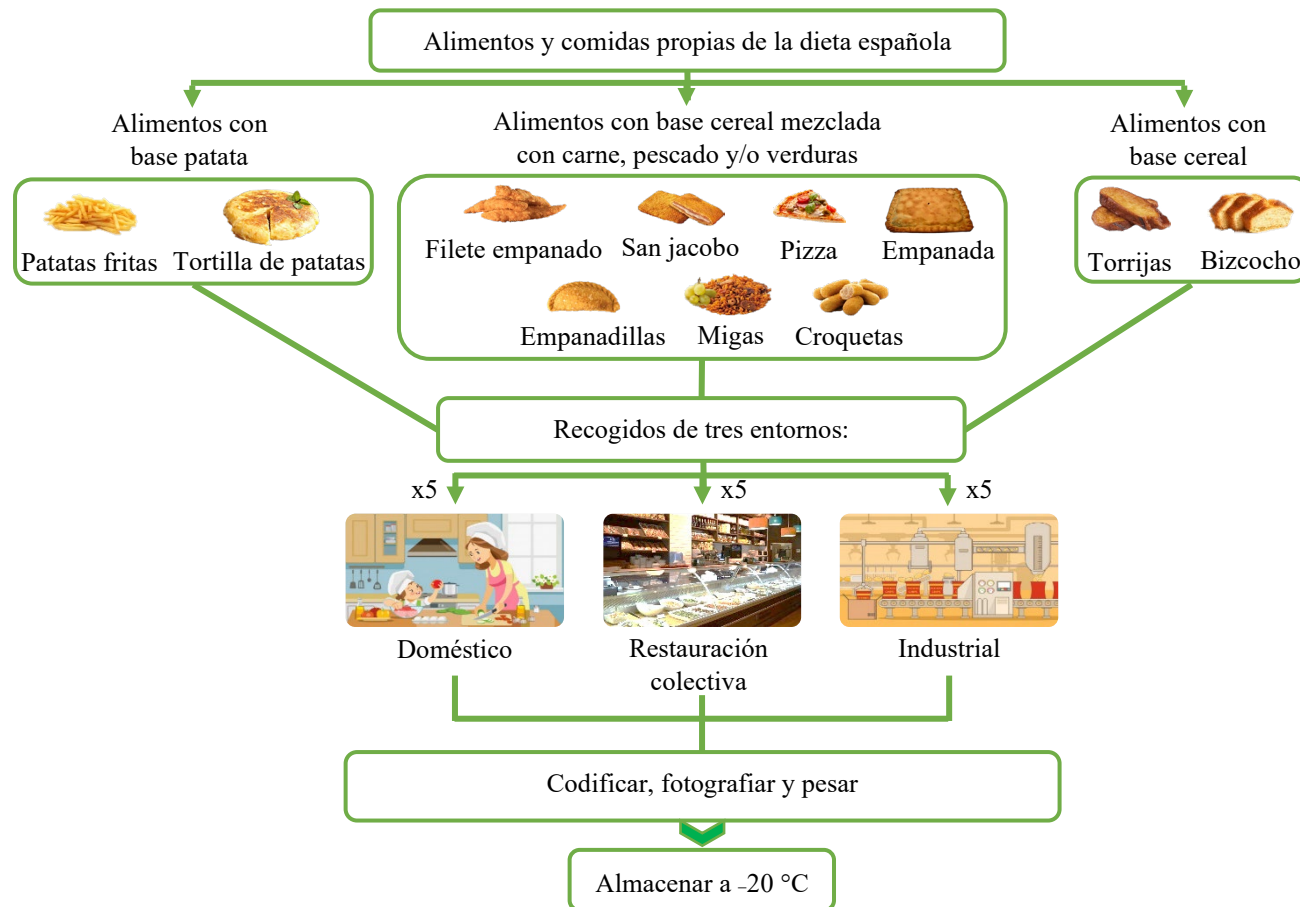 Alimentos y comidas propias de la dieta española
Alimentos con
base patata
Alimentos con base cereal mezclada
con carne, pescado y/o verduras
Alimentos con
base cereal
Patatas fritas
Tortilla de patatas
Filete empanado
San jacobo
Pizza
Empanada
Empanadillas
Migas
Croquetas
Torrijas
Bizcocho
Recogidos de tres entornos:
x5
x5
x5
Doméstico
Restauración
colectiva
Industrial
Codificar, fotografiar y pesar
Almacenar a -20 °C